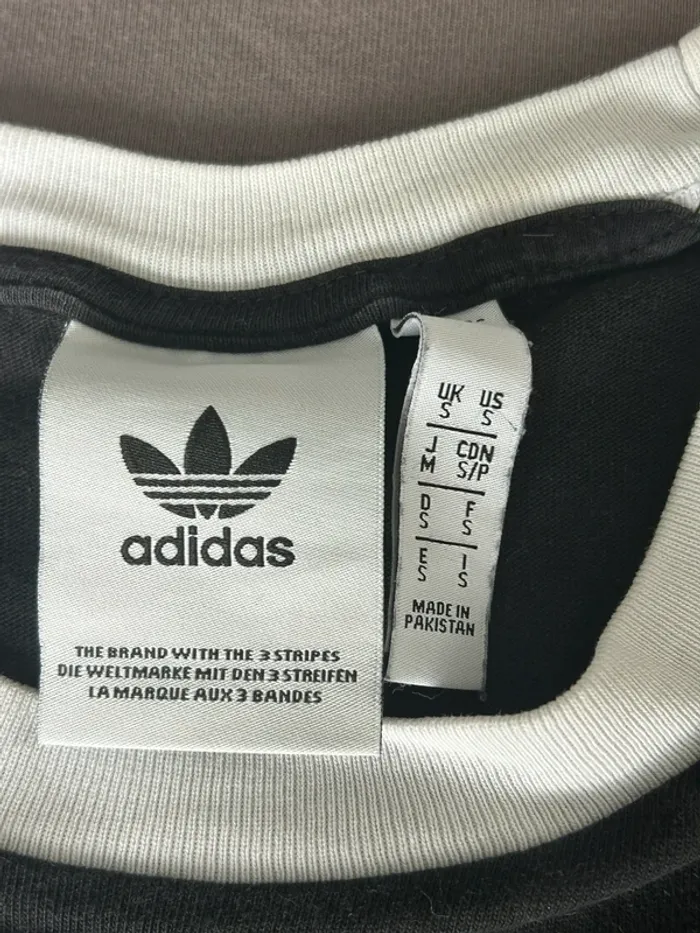 adidas
THE BRAND WITH THE 3 STRIPES
DIE WELTMARKE MIT DEN 3 STREIFEN
LA MARQUE AUX 3 BANDES
UK US
S S
J CDN
M S/P
D F
S S
E I
S S
MADE IN
PAKISTAN